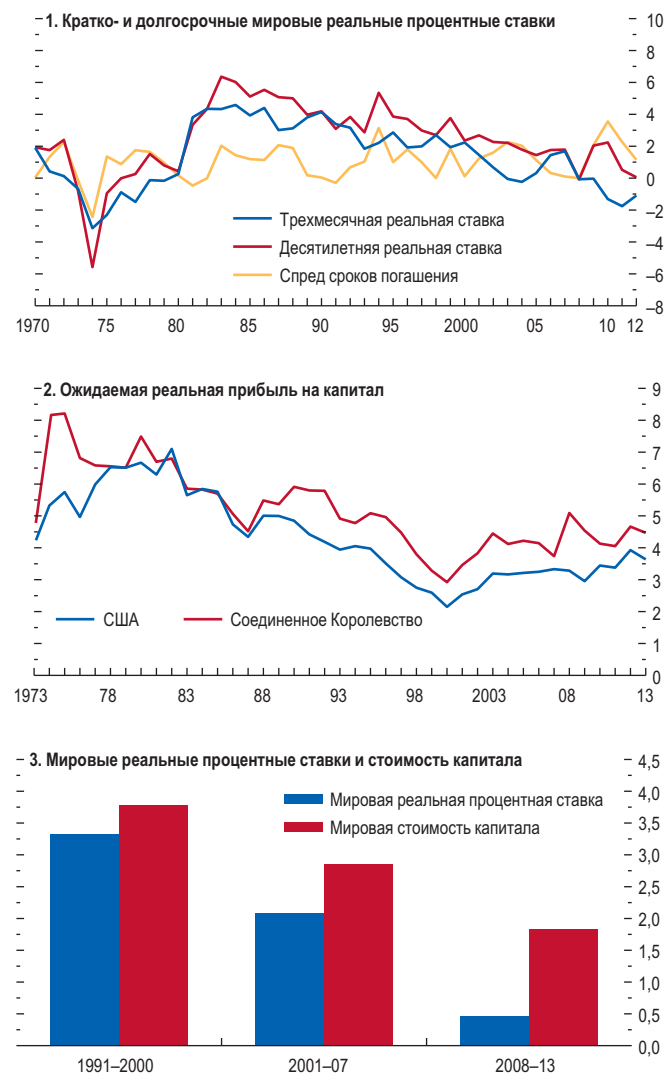 1. Кратко- и долгосрочные мировые реальные процентные ставки
10
8
6
4
2
0
–2
–4
–6
–8
Трехмесячная реальная ставка
Десятилетняя реальная ставка
Спред сроков погашения
1970 75 80 85 90 95 2000 05 10 12
2. Ожидаемая реальная прибыль на капитал
9
8
7
6
5
4
3
2
1
0
США Соединенное Королевство
1973 78 83 88 93 98 2003 08 13
3. Мировые реальные процентные ставки и стоимость капитала
4,5
4,0
3,5
3,0
2,5
2,0
1,5
1,0
0,5
0,0
Мировая реальная процентная ставка
Мировая стоимость капитала
1991–2000 2001–07 2008–13